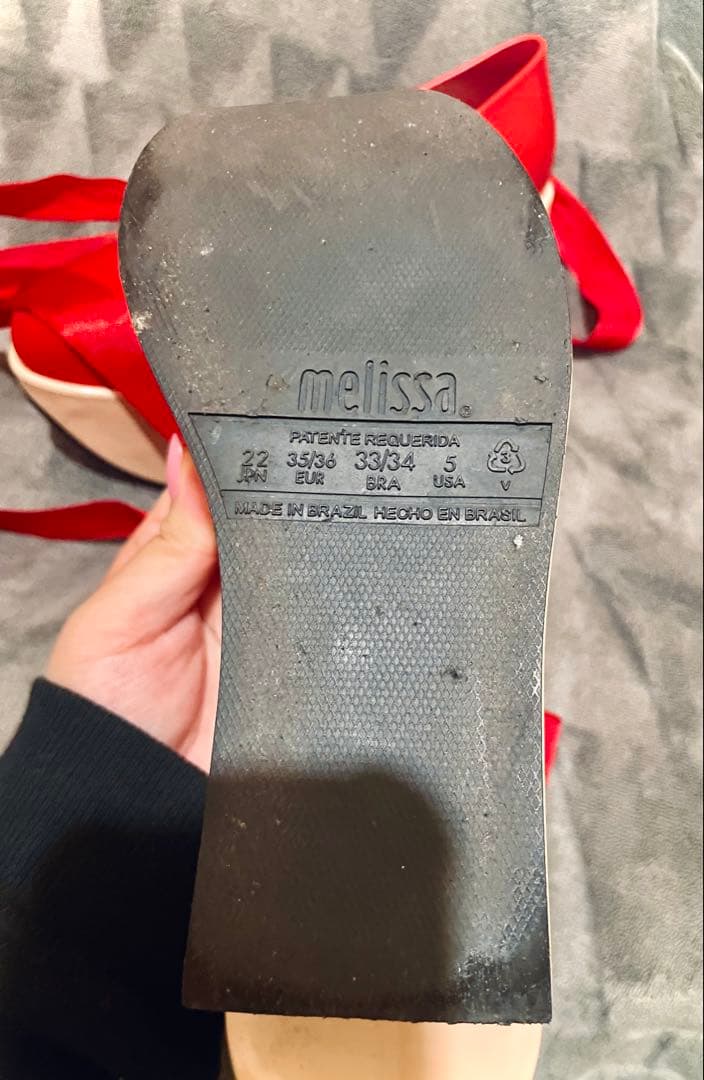 melissa®
PATENTE REQUERIDA
22 35/36 33/34 5 3
JPN EUR BRA USA V
MADE IN BRAZIL HECHO EN BRASIL